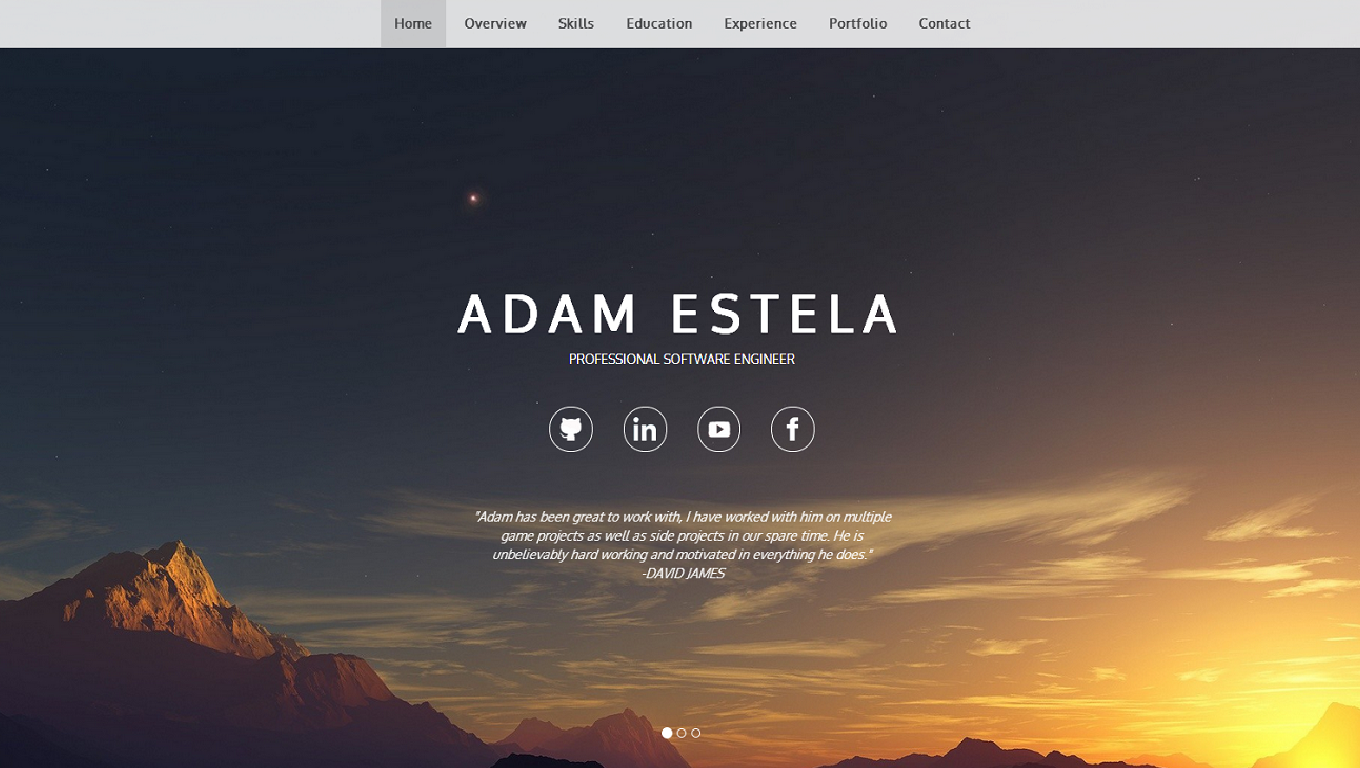 Home Overview Skills Education Experience Portfolio Contact
ADAM ESTELA
PROFESSIONAL SOFTWARE ENGINEER
in f
"Adam has been great to work with, I have worked with him on multiple
game projects as well as side projects in our spare time. He is
unbelievably hard working and motivated in everything he does."
-DAVID JAMES